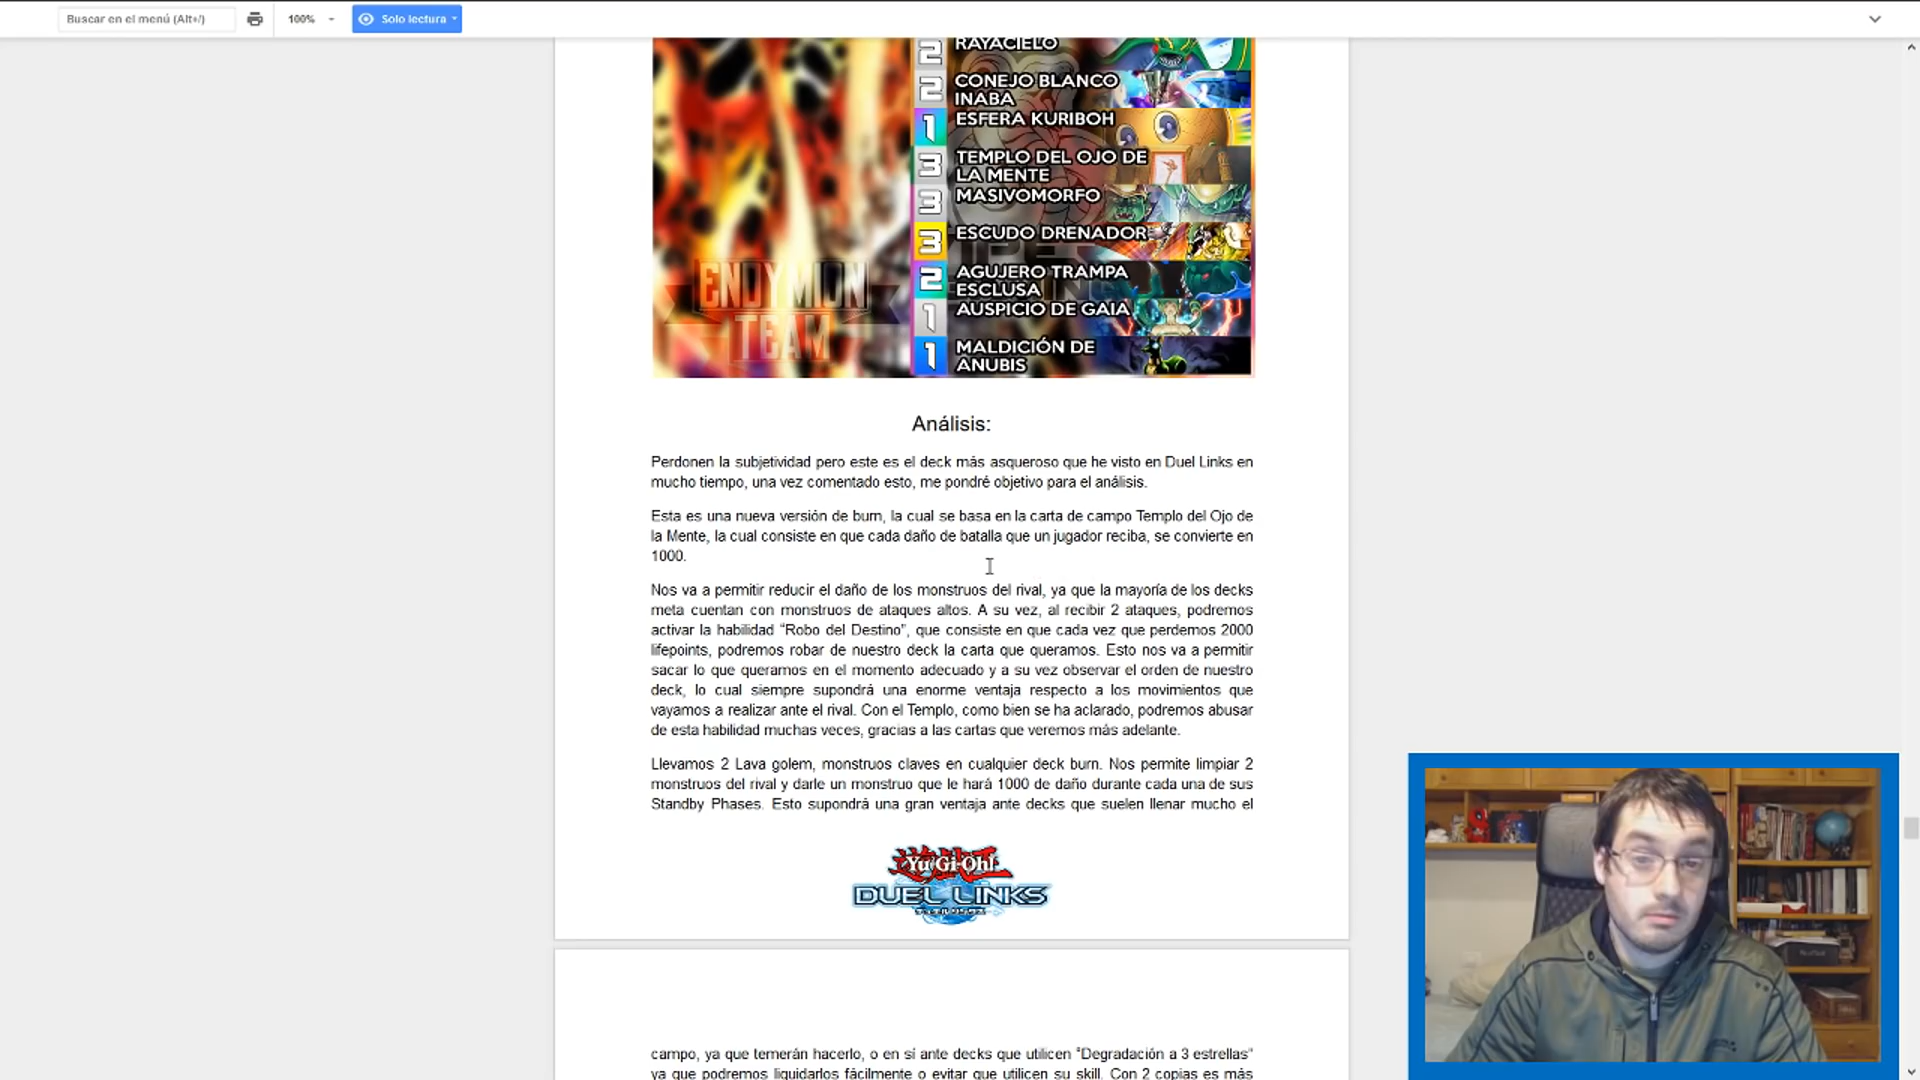 Buscar en el menú (Alt+/)
100%
Solo lectura
2 RAYACIELO
2 CONEJO BLANCO
INABA
1 ESFERA KURIBOH
3 TEMPLO DEL OJO DE
LA MENTE
3 MASIVOMORFO
3 ESCUDO DRENADOR
2 AGUJERO TRAMPA
ESCLUSA
1 AUSPICIO DE GAIA
1 MALDICIÓN DE
ANUBIS
ENDYMION
TEAM
Análisis:
Perdonen la subjetividad pero este es el deck más asqueroso que he visto en Duel Links en
mucho tiempo, una vez comentado esto, me pondré objetivo para el análisis.
Esta es una nueva versión de burn, la cual se basa en la carta de campo Templo del Ojo de
la Mente, la cual consiste en que cada daño de batalla que un jugador reciba, se convierte en
1000.
Nos va a permitir reducir el daño de los monstruos del rival, ya que la mayoría de los decks
meta cuentan con monstruos de ataques altos. A su vez, al recibir 2 ataques, podremos
activar la habilidad “Robo del Destino”, que consiste en que cada vez que perdemos 2000
lifepoints, podremos robar de nuestro deck la carta que queramos. Esto nos va a permitir
sacar lo que queramos en el momento adecuado y a su vez observar el orden de nuestro
deck, lo cual siempre supondrá una enorme ventaja respecto a los movimientos que
vayamos a realizar ante el rival. Con el Templo, como bien se ha aclarado, podremos abusar
de esta habilidad muchas veces, gracias a las cartas que veremos más adelante.
Llevamos 2 Lava golem, monstruos claves en cualquier deck burn. Nos permite limpiar 2
monstruos del rival y darle un monstruo que le hará 1000 de daño durante cada una de sus
Standby Phases. Esto supondrá una gran ventaja ante decks que suelen llenar mucho el
Yu-Gi-Oh!
DUEL LINKS
campo, ya que temerán hacerlo, o en sí ante decks que utilicen “Degradación a 3 estrellas”
ya que podremos liquidarlos fácilmente o evitar que utilicen su skill. Con 2 copias es más